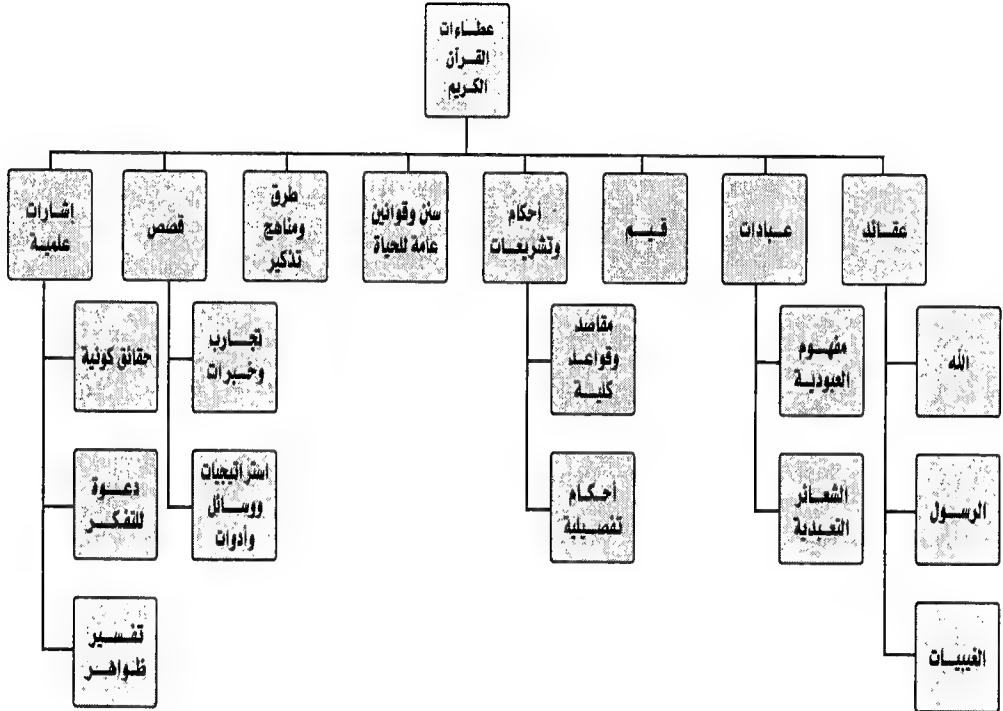 عطاءات
القرآن
الكريم
عقائد
عبادات
قيم
أحكام
وتشريعات
سنن وقوانين
عامة للحياة
طرق
ومناهج
تذكير
قصص
اشارات
علمية
الله
الرسول
الغيبيات
مفهوم
العبودية
الشعائر
التعبدية
مقاصد
وقواعد
كلية
أحكام
تفصيلية
تجارب
وخبرات
استراتيجيات
ووسائل
وأدوات
حقائق كونية
دعوة
للتفكر
تفسير
ظواهر